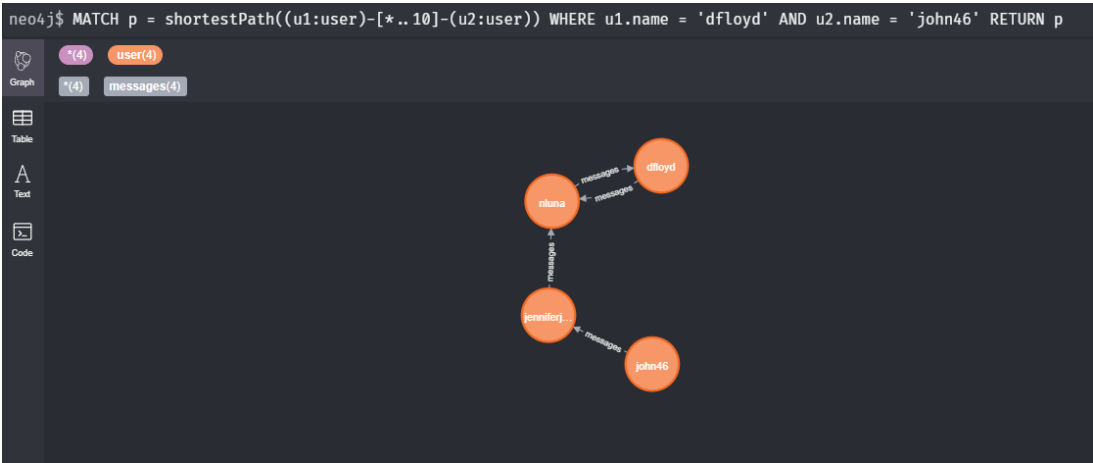 neo4j$ MATCH p = shortestPath((u1:user)-[*..10]-(u2:user)) WHERE u1.name = 'dfloyd' AND u2.name = 'john46' RETURN p
Graph
*(4) user(4)
*(4) messages(4)
Table
A
Text
Code
dfloyd
messages
messages
nluna
messages
jenniferj...
messages
john46